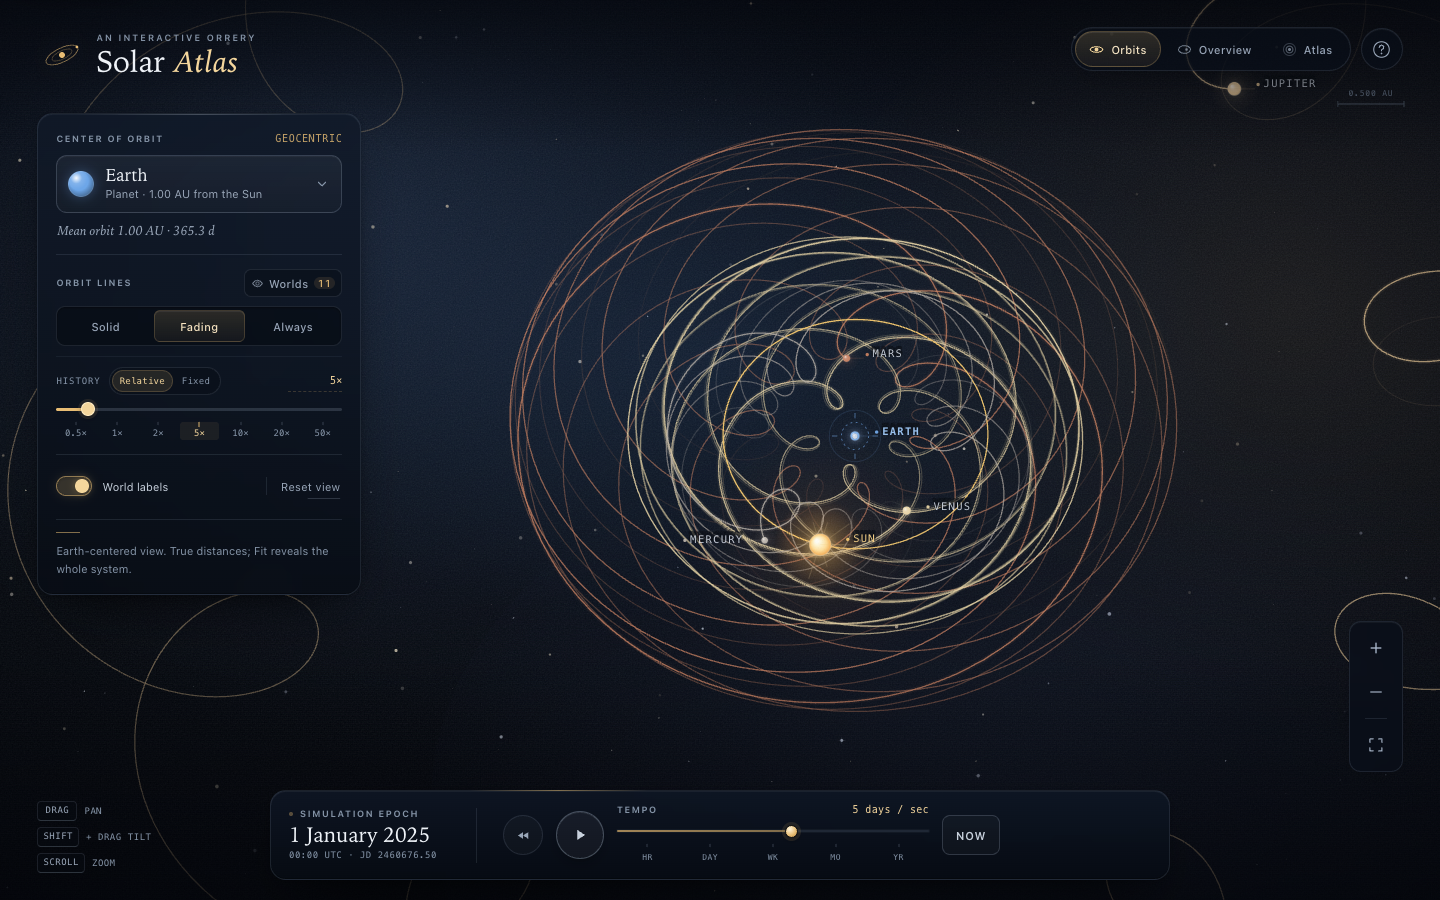 AN INTERACTIVE ORRERY
Solar Atlas
Orbits
Overview
Atlas
?
JUPITER
0.500 AU
CENTER OF ORBIT
GEOCENTRIC
Earth
Planet · 1.00 AU from the Sun
Mean orbit 1.00 AU · 365.3 d
ORBIT LINES
Worlds 11
Solid
Fading
Always
HISTORY
Relative
Fixed
5×
0.5× 1× 2× 5× 10× 20× 50×
World labels
Reset view
Earth-centered view. True distances; Fit reveals the
whole system.
MARS
EARTH
VENUS
MERCURY
SUN
DRAG PAN
SHIFT + DRAG TILT
SCROLL ZOOM
SIMULATION EPOCH
1 January 2025
00:00 UTC · JD 2460676.50
TEMPO
5 days / sec
HR DAY WK MO YR
NOW